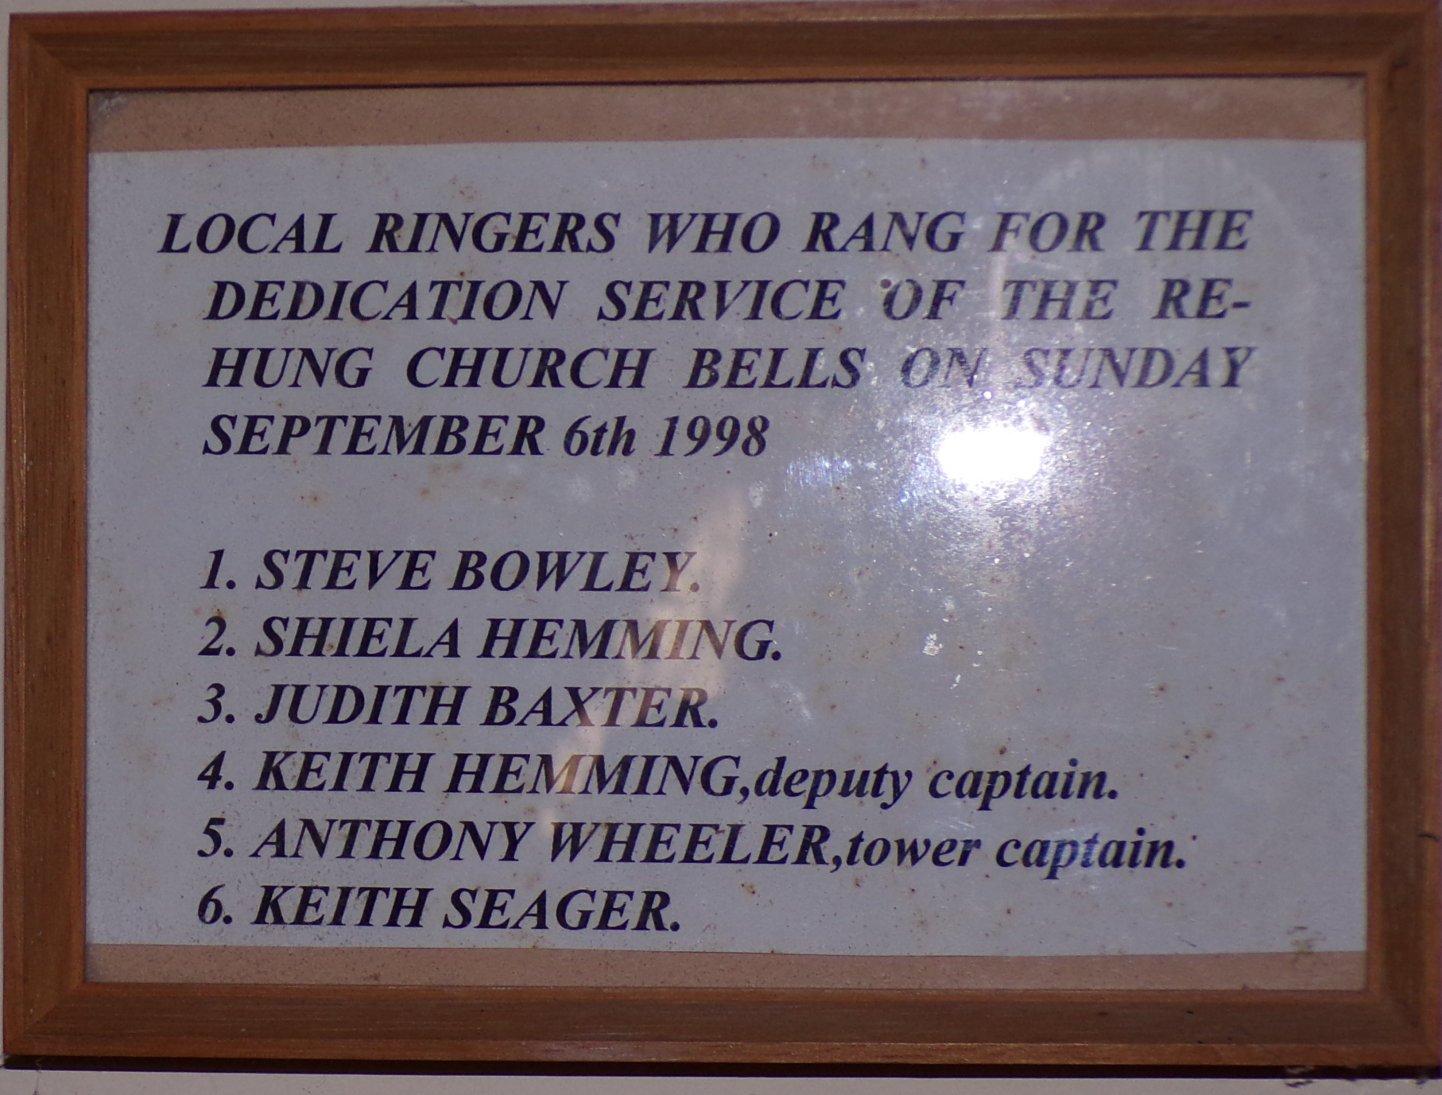 LOCAL RINGERS WHO RANG FOR THE
DEDICATION SERVICE OF THE RE-
HUNG CHURCH BELLS ON SUNDAY
SEPTEMBER 6th 1998
1. STEVE BOWLEY.
2. SHIELA HEMMING.
3. JUDITH BAXTER.
4. KEITH HEMMING,deputy captain.
5. ANTHONY WHEELER,tower captain.
6. KEITH SEAGER.